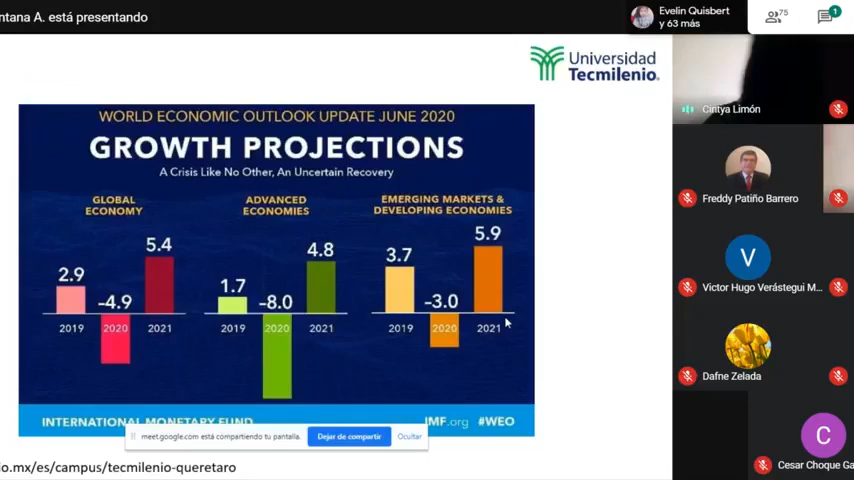 ntana A. está presentando
Evelin Quisbert
y 63 más
75
1
Universidad
Tecmilenio®
WORLD ECONOMIC OUTLOOK UPDATE JUNE 2020
GROWTH PROJECTIONS
A Crisis Like No Other, An Uncertain Recovery
GLOBAL
ECONOMY
2.9
-4.9
5.4
2019
2020
2021
ADVANCED
ECONOMIES
1.7
-8.0
4.8
2019
2020
2021
EMERGING MARKETS &
DEVELOPING ECONOMIES
3.7
-3.0
5.9
2019
2020
2021
INTERNATIONAL MONETARY FUND
IMF.org
#WEO
meet.google.com está compartiendo tu pantalla.
Dejar de compartir
Ocultar
io.mx/es/campus/tecmilenio-queretaro
Cintya Limón
Freddy Patiño Barrero
V
Victor Hugo Verástegui M...
Dafne Zelada
C
Cesar Choque Ga